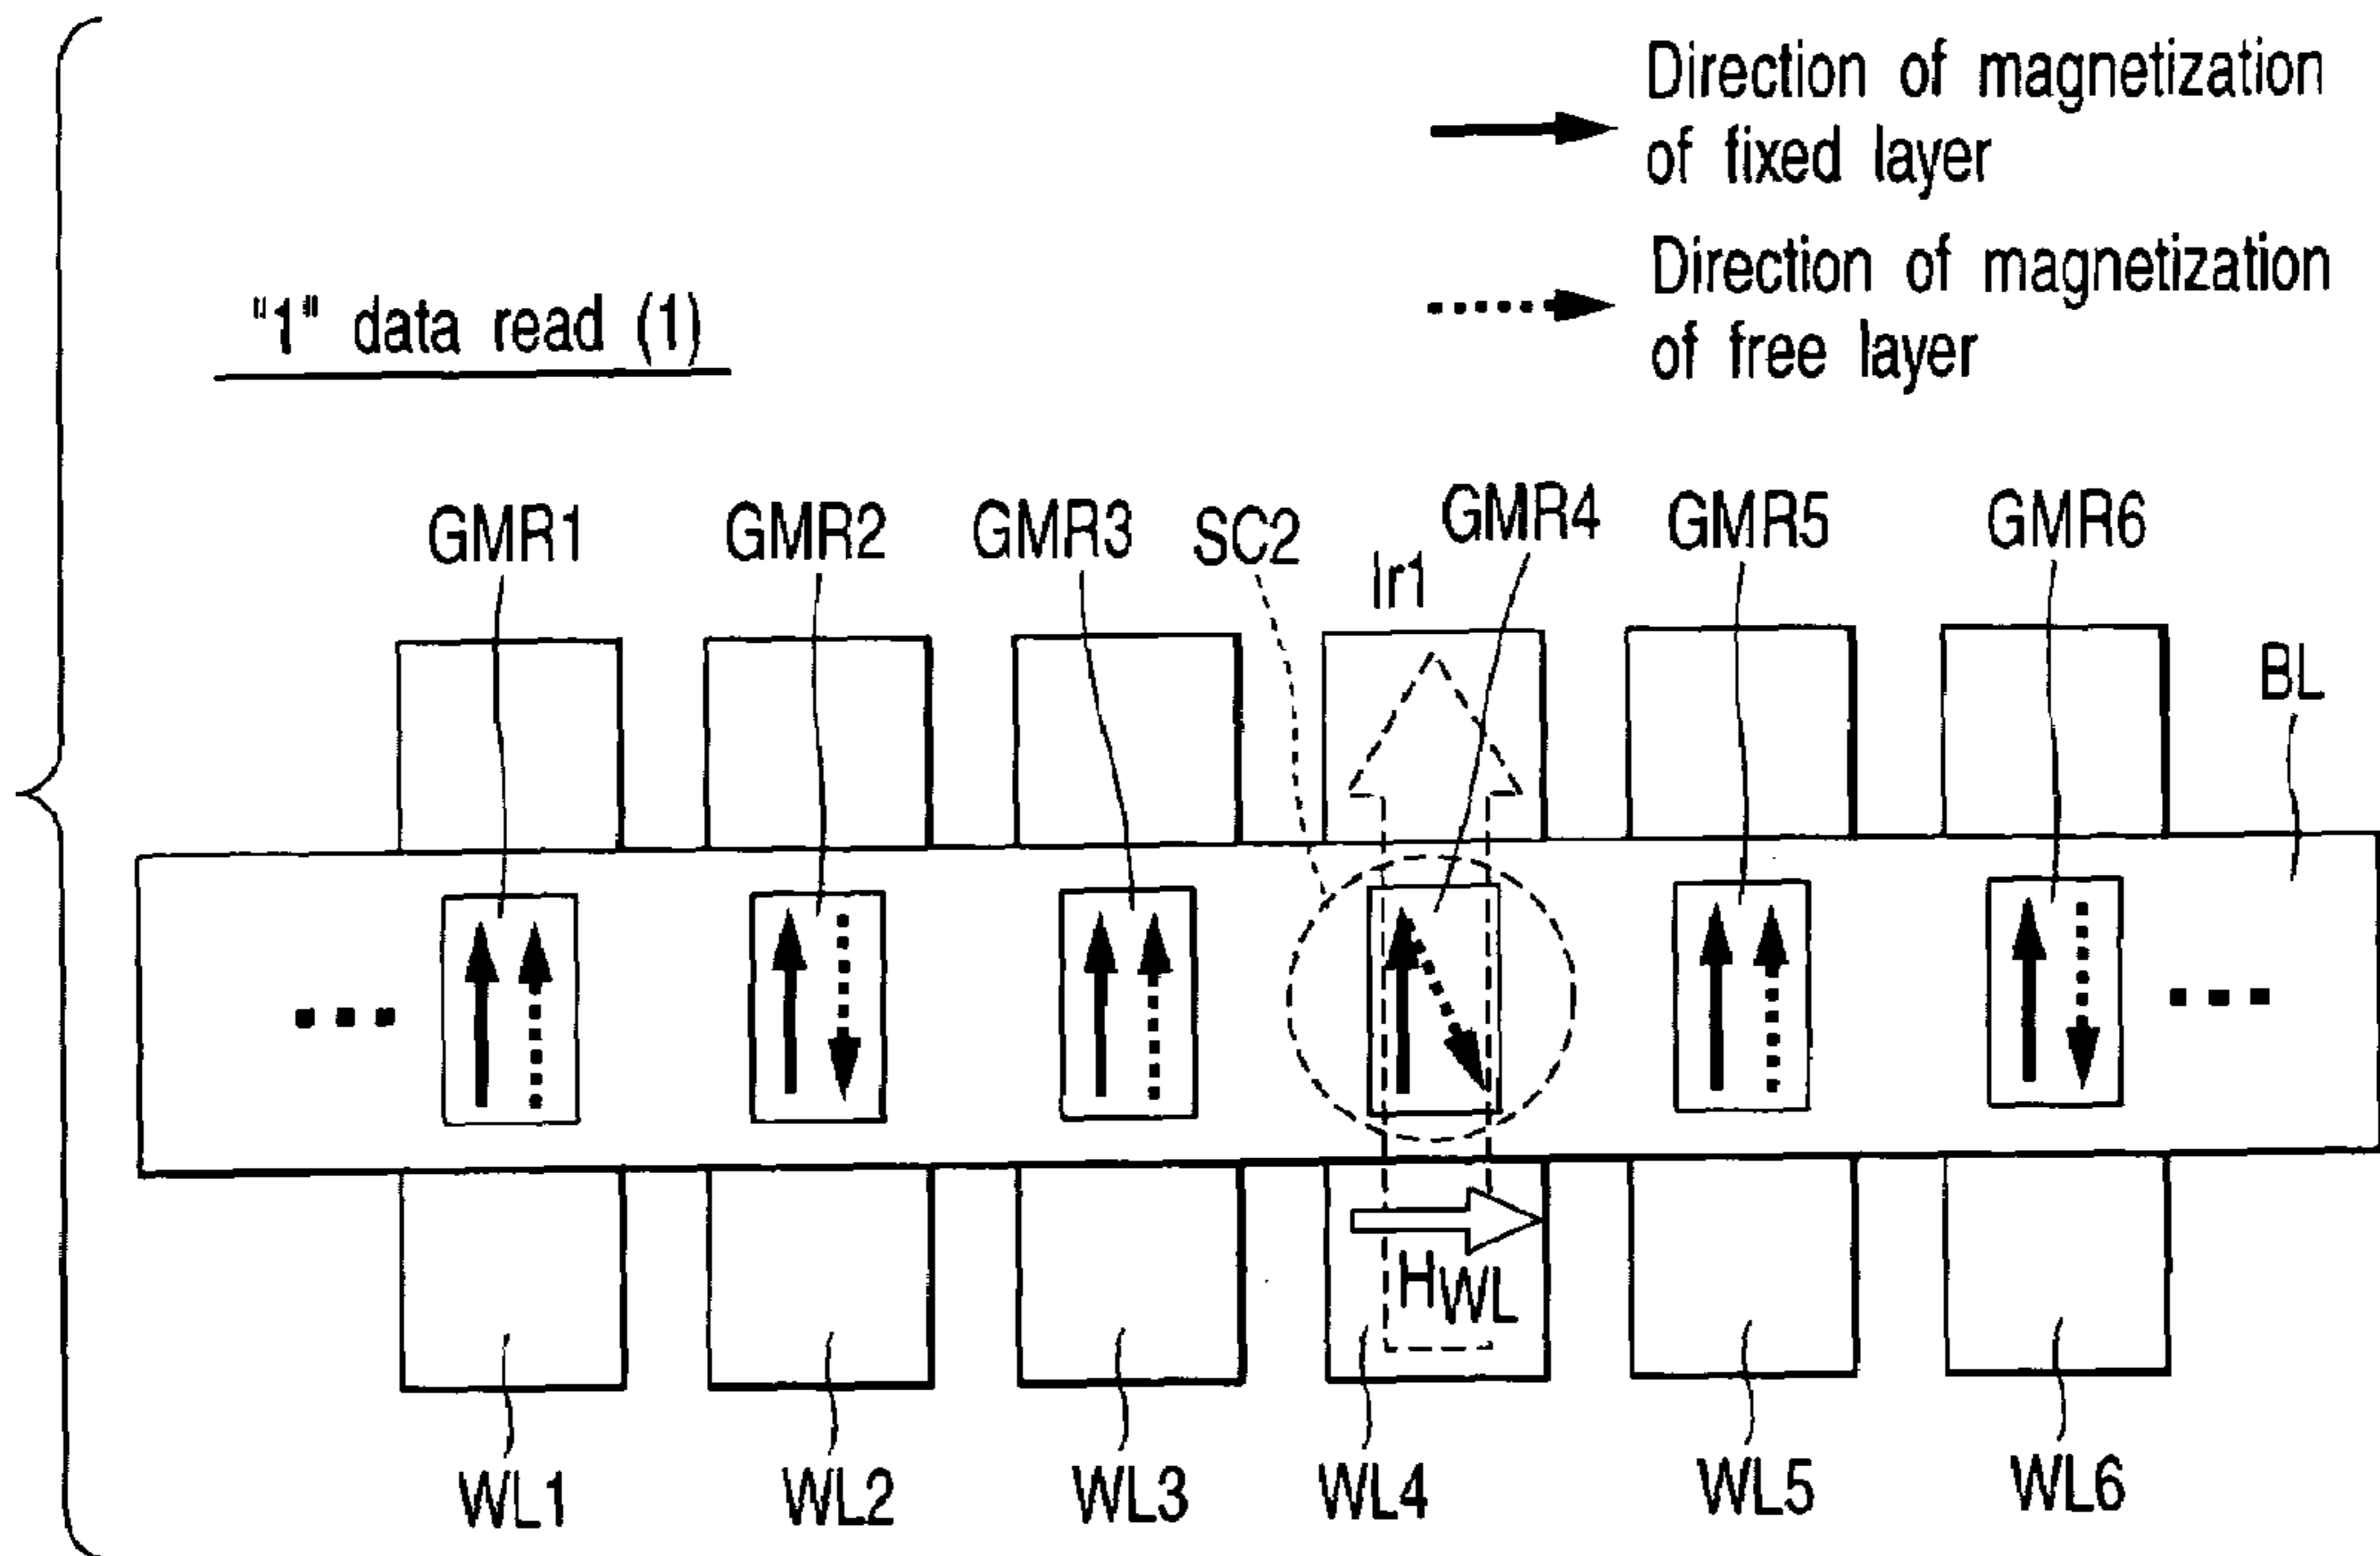 Direction of magnetization
of fixed layer
Direction of magnetization
of free layer
"1" data read (1)
GMR1 GMR2 GMR3 SC2 Ir1 GMR4 GMR5 GMR6
BL
HWL
WL1 WL2 WL3 WL4 WL5 WL6